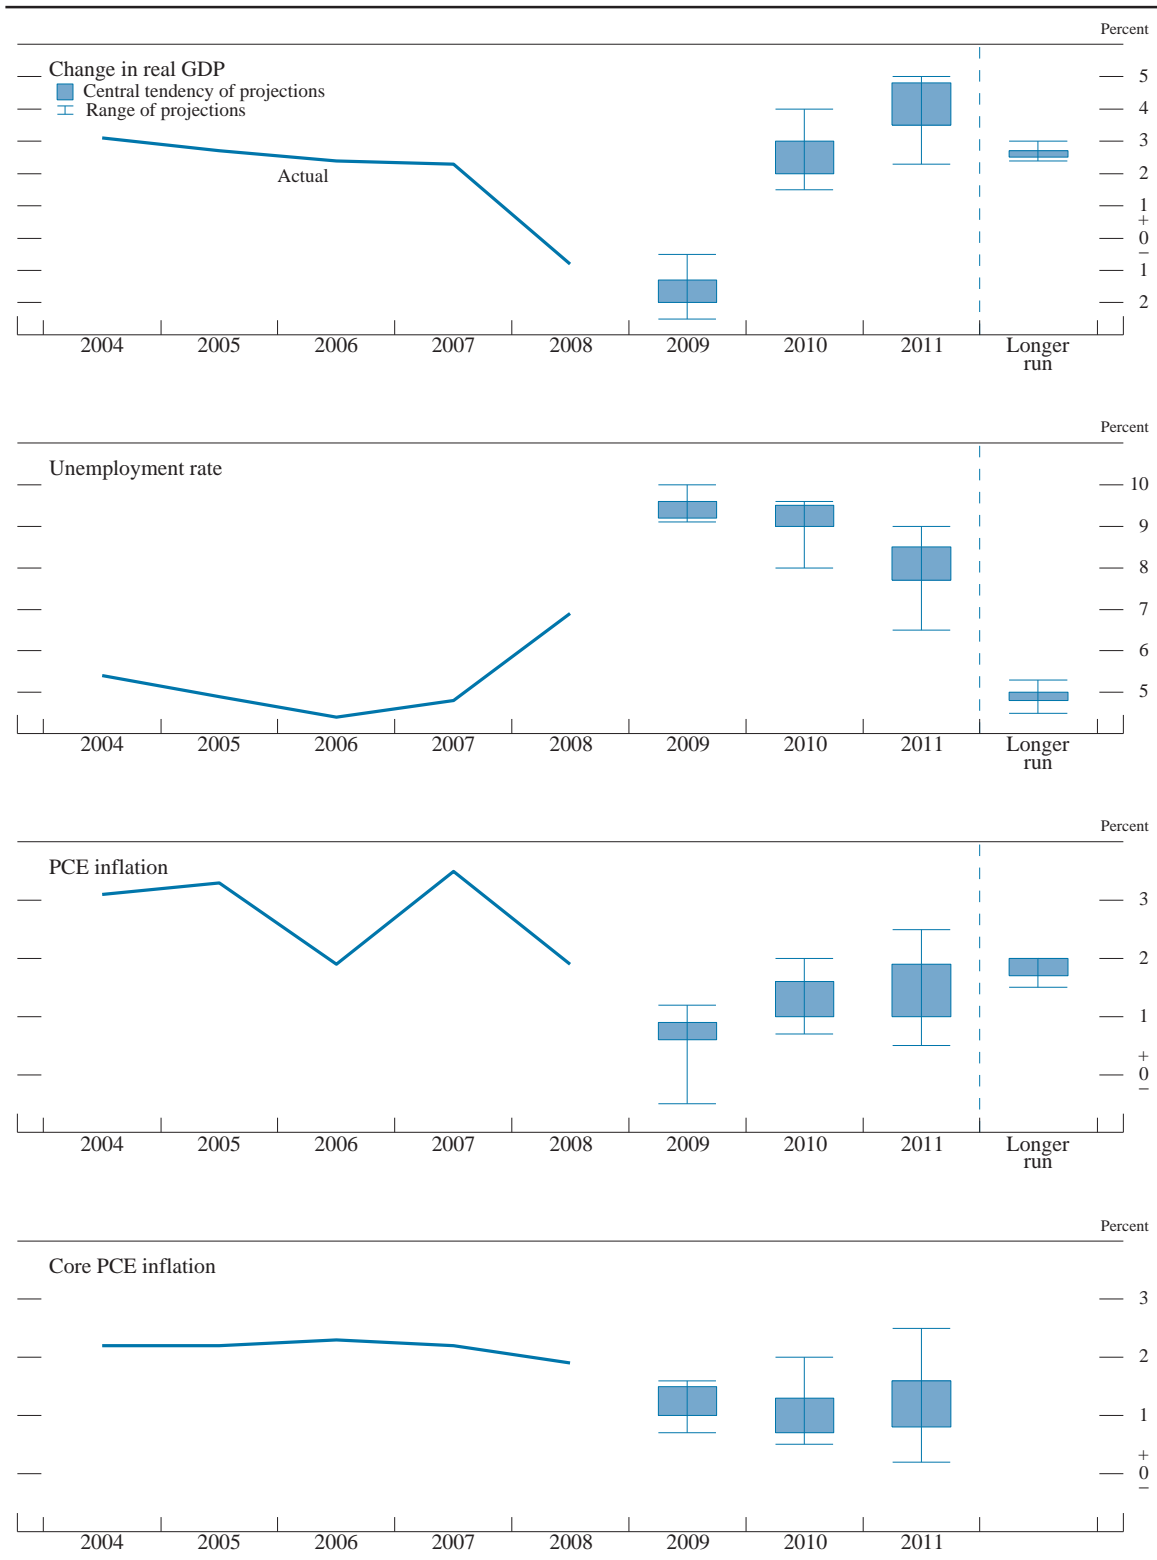 Percent
Change in real GDP
Central tendency of projections
Range of projections
Actual
5
4
3
2
1
+
0
−
1
2
2004 2005 2006 2007 2008 2009 2010 2011 Longer
run
Percent
Unemployment rate
10
9
8
7
6
5
2004 2005 2006 2007 2008 2009 2010 2011 Longer
run
Percent
PCE inflation
3
2
1
+
0
−
2004 2005 2006 2007 2008 2009 2010 2011 Longer
run
Percent
Core PCE inflation
3
2
1
+
0
−
2004 2005 2006 2007 2008 2009 2010 2011